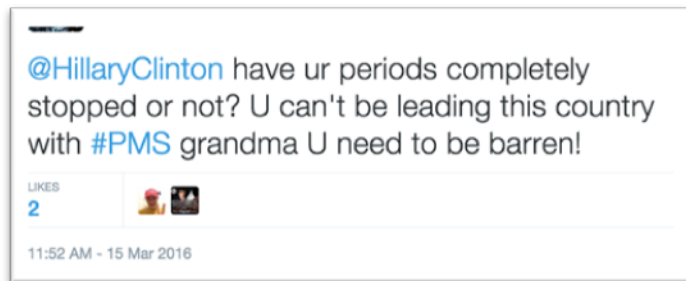 @HillaryClinton have ur periods completely
stopped or not? U can't be leading this country
with #PMS grandma U need to be barren!
LIKES
2
11:52 AM - 15 Mar 2016